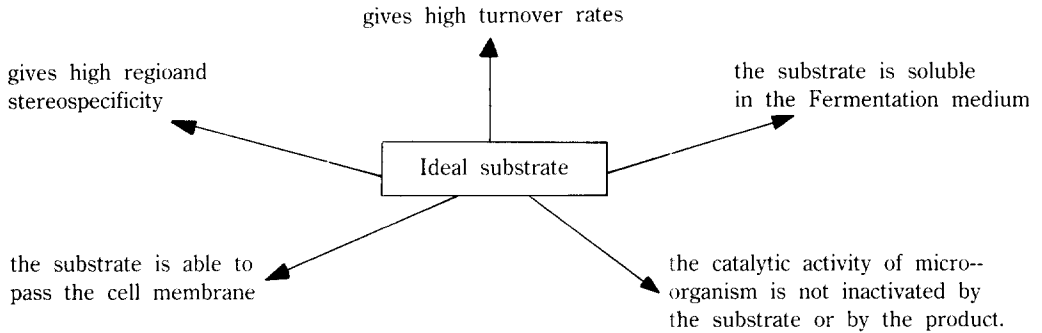 gives high turnover rates
gives high regioand
stereospecificity
the substrate is soluble
in the Fermentation medium
Ideal substrate
the substrate is able to
pass the cell membrane
the catalytic activity of micro--
organism is not inactivated by
the substrate or by the product.